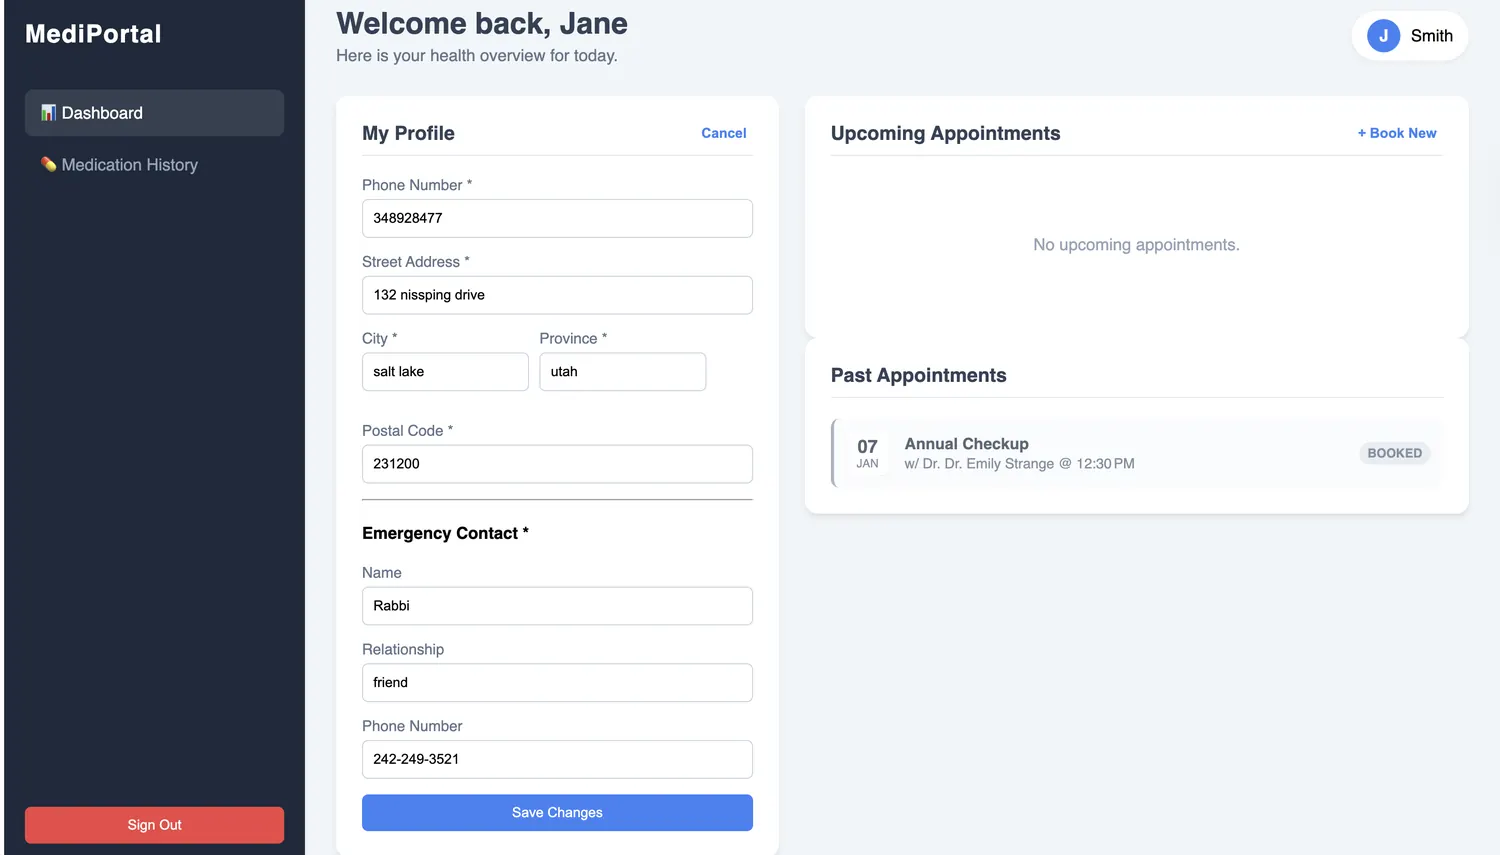 MediPortal
📊 Dashboard
💊 Medication History
Sign Out
Welcome back, Jane
Here is your health overview for today.
J Smith
My Profile
Cancel
Phone Number *
348928477
Street Address *
132 nissping drive
City *
Province *
salt lake
utah
Postal Code *
231200
Emergency Contact *
Name
Rabbi
Relationship
friend
Phone Number
242-249-3521
Save Changes
Upcoming Appointments
+ Book New
No upcoming appointments.
Past Appointments
07
JAN
Annual Checkup
w/ Dr. Dr. Emily Strange @ 12:30 PM
BOOKED